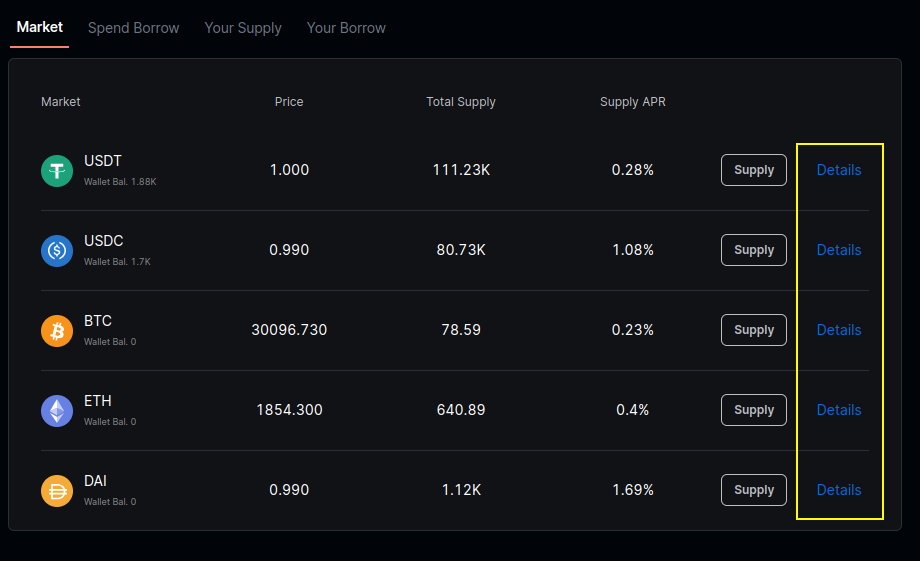 Market Spend Borrow Your Supply Your Borrow
Market Price Total Supply Supply APR
USDT
Wallet Bal. 1.88K
1.000 111.23K 0.28% Supply Details
USDC
Wallet Bal. 1.7K
0.990 80.73K 1.08% Supply Details
BTC
Wallet Bal. 0
30096.730 78.59 0.23% Supply Details
ETH
Wallet Bal. 0
1854.300 640.89 0.4% Supply Details
DAI
Wallet Bal. 0
0.990 1.12K 1.69% Supply Details